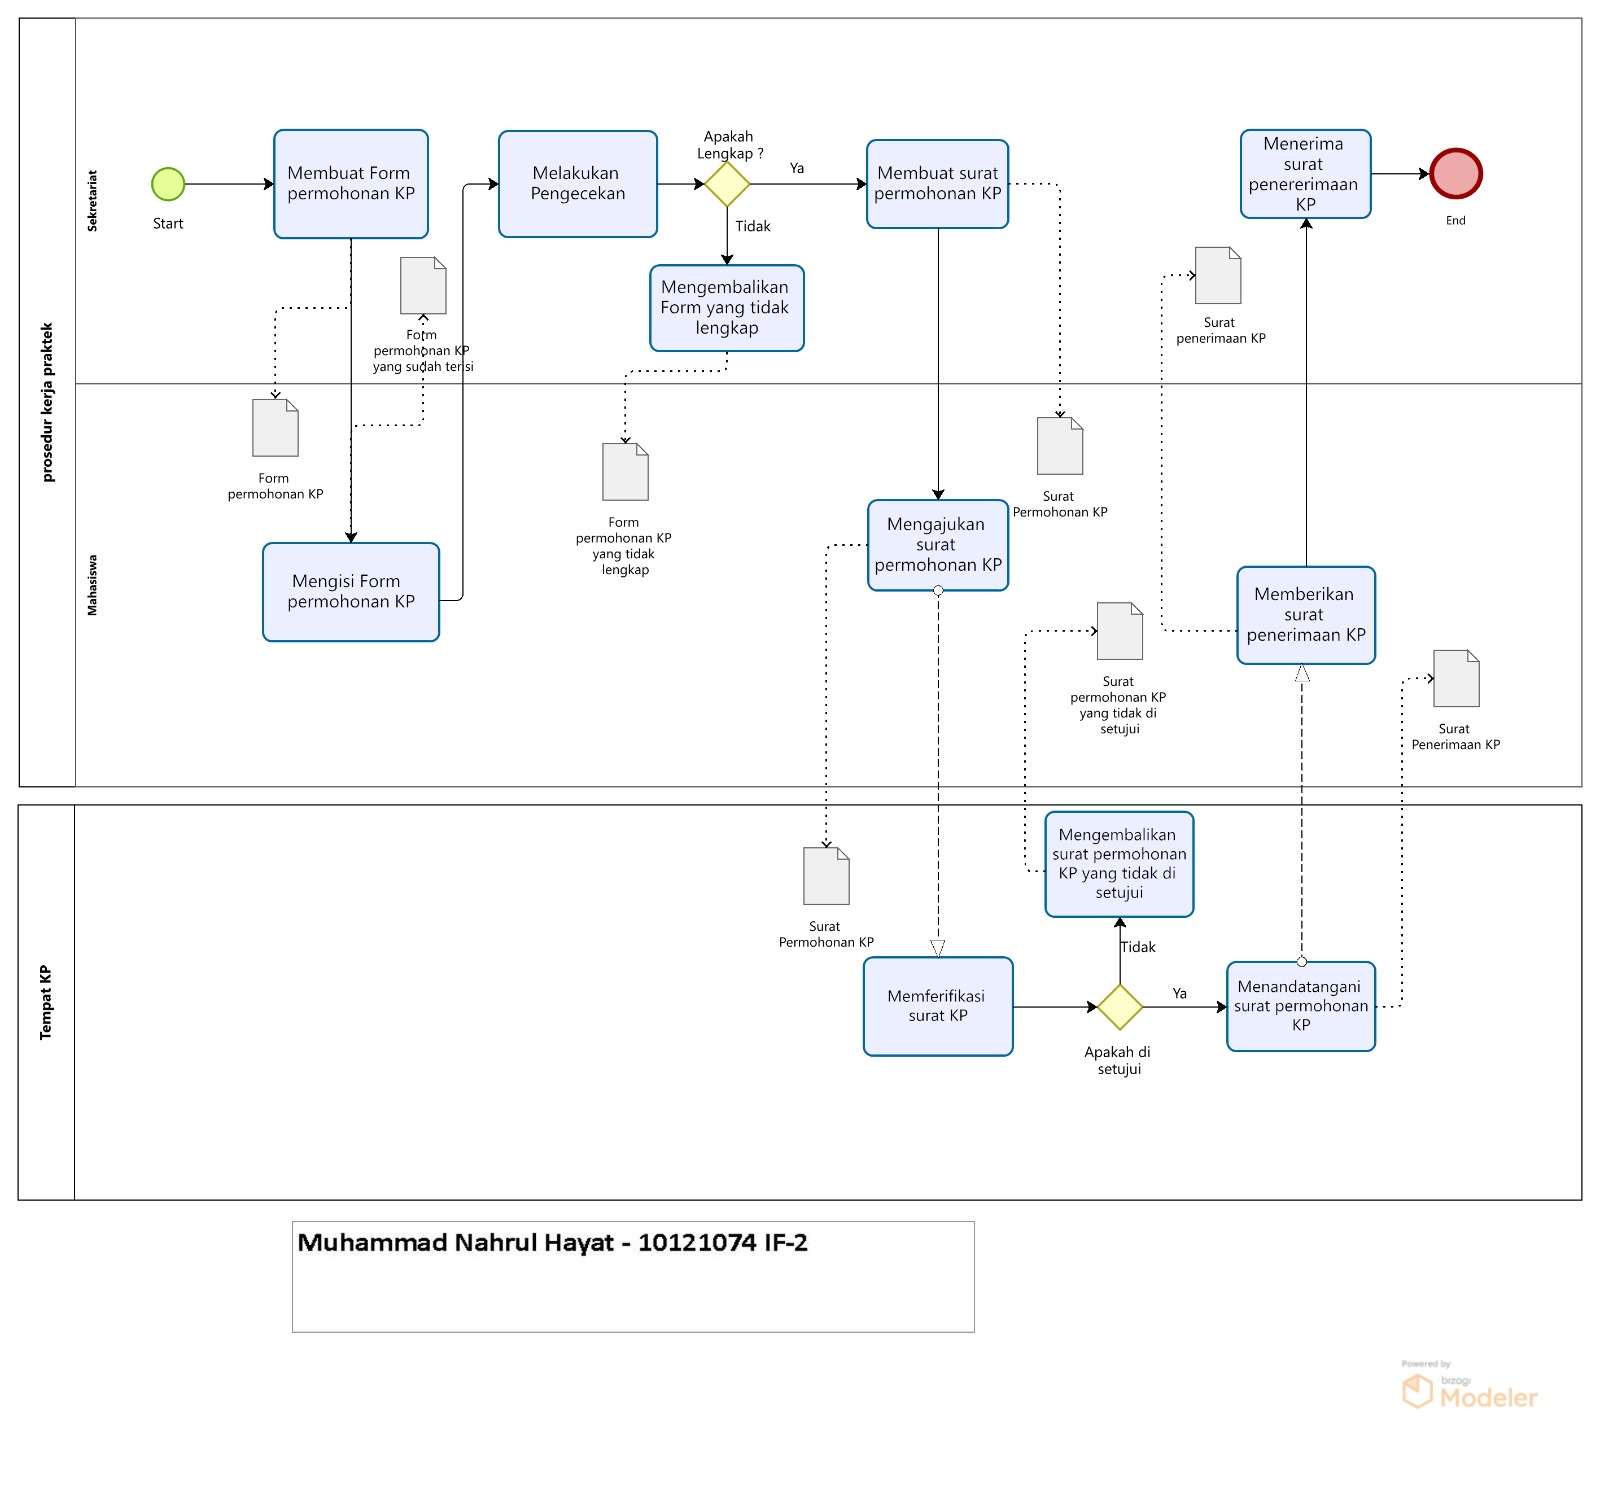 prosedur kerja praktek
Sekretariat
Start
Membuat Form
permohonan KP
Melakukan
Pengecekan
Apakah
Lengkap ?
Ya
Tidak
Mengembalikan
Form yang tidak
lengkap
Membuat surat
permohonan KP
Menerima
surat
penererimaan
KP
End
Form
permohonan KP
yang sudah terisi
Surat
penerimaan KP
Mahasiswa
Form
permohonan KP
Mengisi Form
permohonan KP
Form
permohonan KP
yang tidak
lengkap
Surat
Permohonan KP
Mengajukan
surat
permohonan KP
Memberikan
surat
penerimaan KP
Surat
permohonan KP
yang tidak di
setujui
Surat
Penerimaan KP
Tempat KP
Surat
Permohonan KP
Mengembalikan
surat permohonan
KP yang tidak di
setujui
Tidak
Memferifikasi
surat KP
Apakah di
setujui
Ya
Menandatangani
surat permohonan
KP
Muhammad Nahrul Hayat - 10121074 IF-2
Powered by
bizagi
Modeler